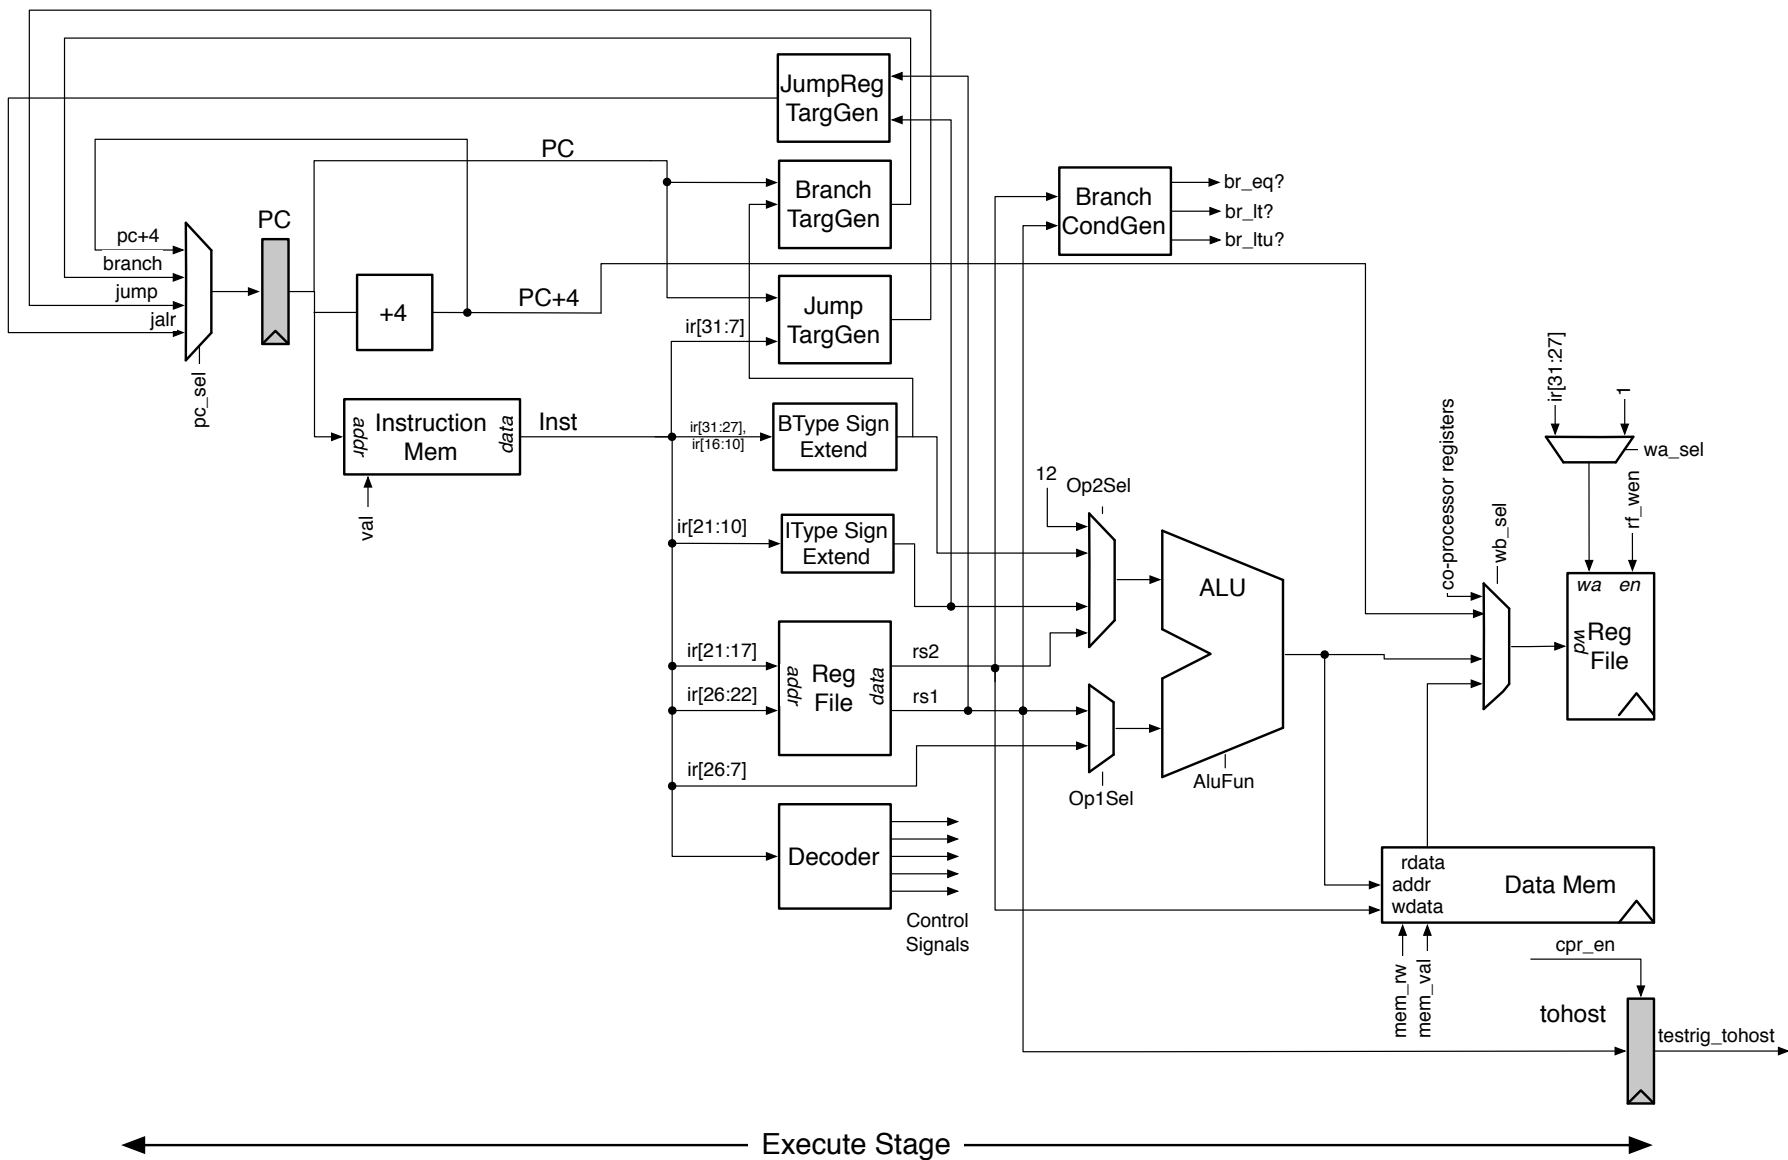 JumpReg
TargGen
PC
Branch
TargGen
Branch
CondGen
br_eq?
br_lt?
br_ltu?
PC
pc+4
branch
jump
jalr
pc_sel
+4
PC+4
Jump
TargGen
ir[31:7]
Instruction
Mem
addr
data
val
Inst
ir[31:27],
ir[16:10]
BType Sign
Extend
ir[21:10]
IType Sign
Extend
12
Op2Sel
ir[21:17]
ir[26:22]
Reg
File
addr
data
rs2
rs1
ir[26:7]
Op1Sel
ALU
AluFun
Decoder
Control
Signals
ir[31:27]
1
wa_sel
rf_wen
co-processor registers
wb_sel
wa
en
wd
Reg
File
rdata
addr
wdata
Data Mem
mem_rw
mem_val
cpr_en
tohost
testrig_tohost
Execute Stage